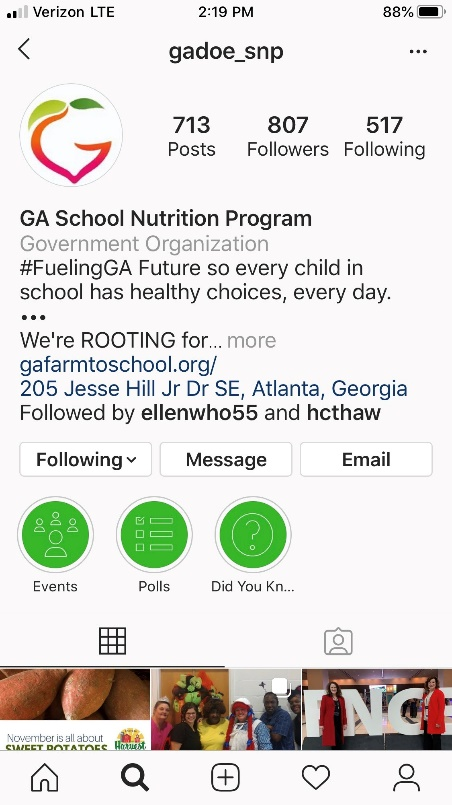 Verizon LTE 2:19 PM 88%
gadoe_snp
713 807 517
Posts Followers Following
GA School Nutrition Program
Government Organization
#FuelingGA Future so every child in
school has healthy choices, every day.
•••
We're ROOTING for... more
gafarmtoschool.org/
205 Jesse Hill Jr Dr SE, Atlanta, Georgia
Followed by ellenwho55 and hcthaw
Following Message Email
Events Polls Did You Kn...
November is all about
SWEET POTATOES
Harvest